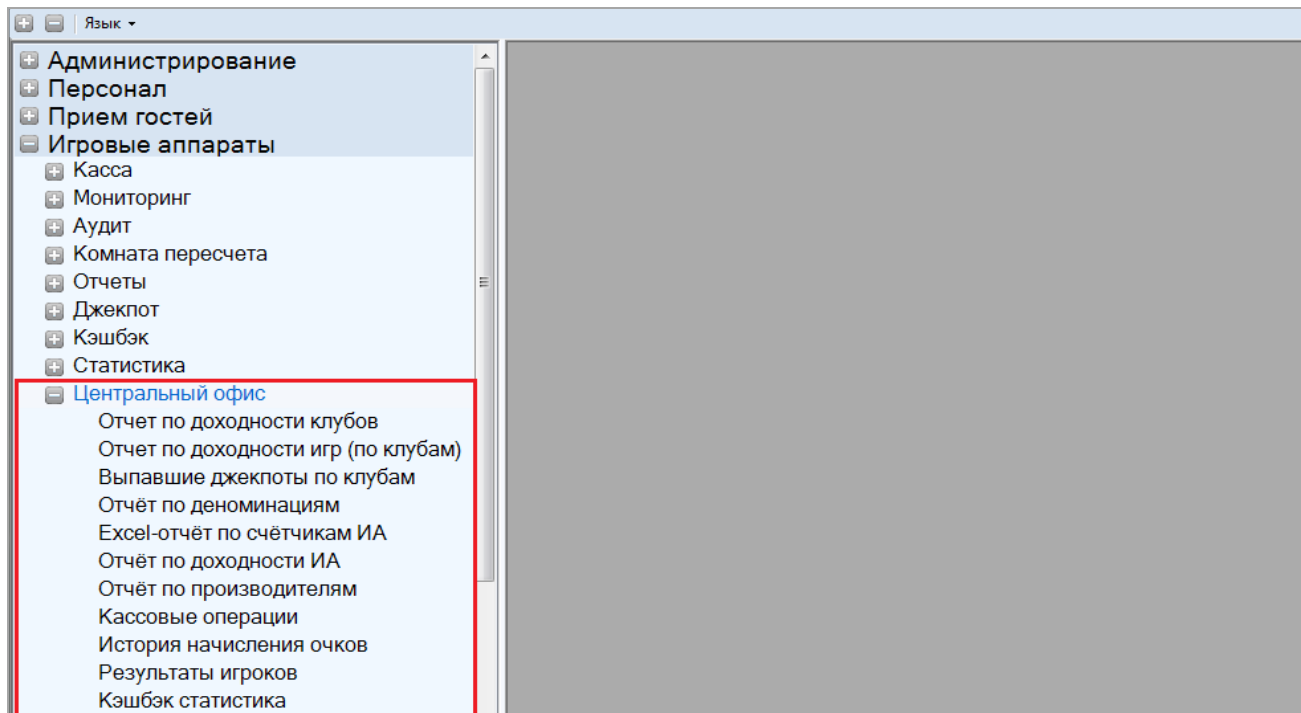 Язык
Администрирование
Персонал
Прием гостей
Игровые аппараты
Касса
Мониторинг
Аудит
Комната пересчета
Отчеты
Джекпот
Кэшбэк
Статистика
Центральный офис
Отчет по доходности клубов
Отчет по доходности игр (по клубам)
Выпавшие джекпоты по клубам
Отчёт по деноминациям
Excel-отчёт по счётчикам ИА
Отчёт по доходности ИА
Отчёт по производителям
Кассовые операции
История начисления очков
Результаты игроков
Кэшбэк статистика